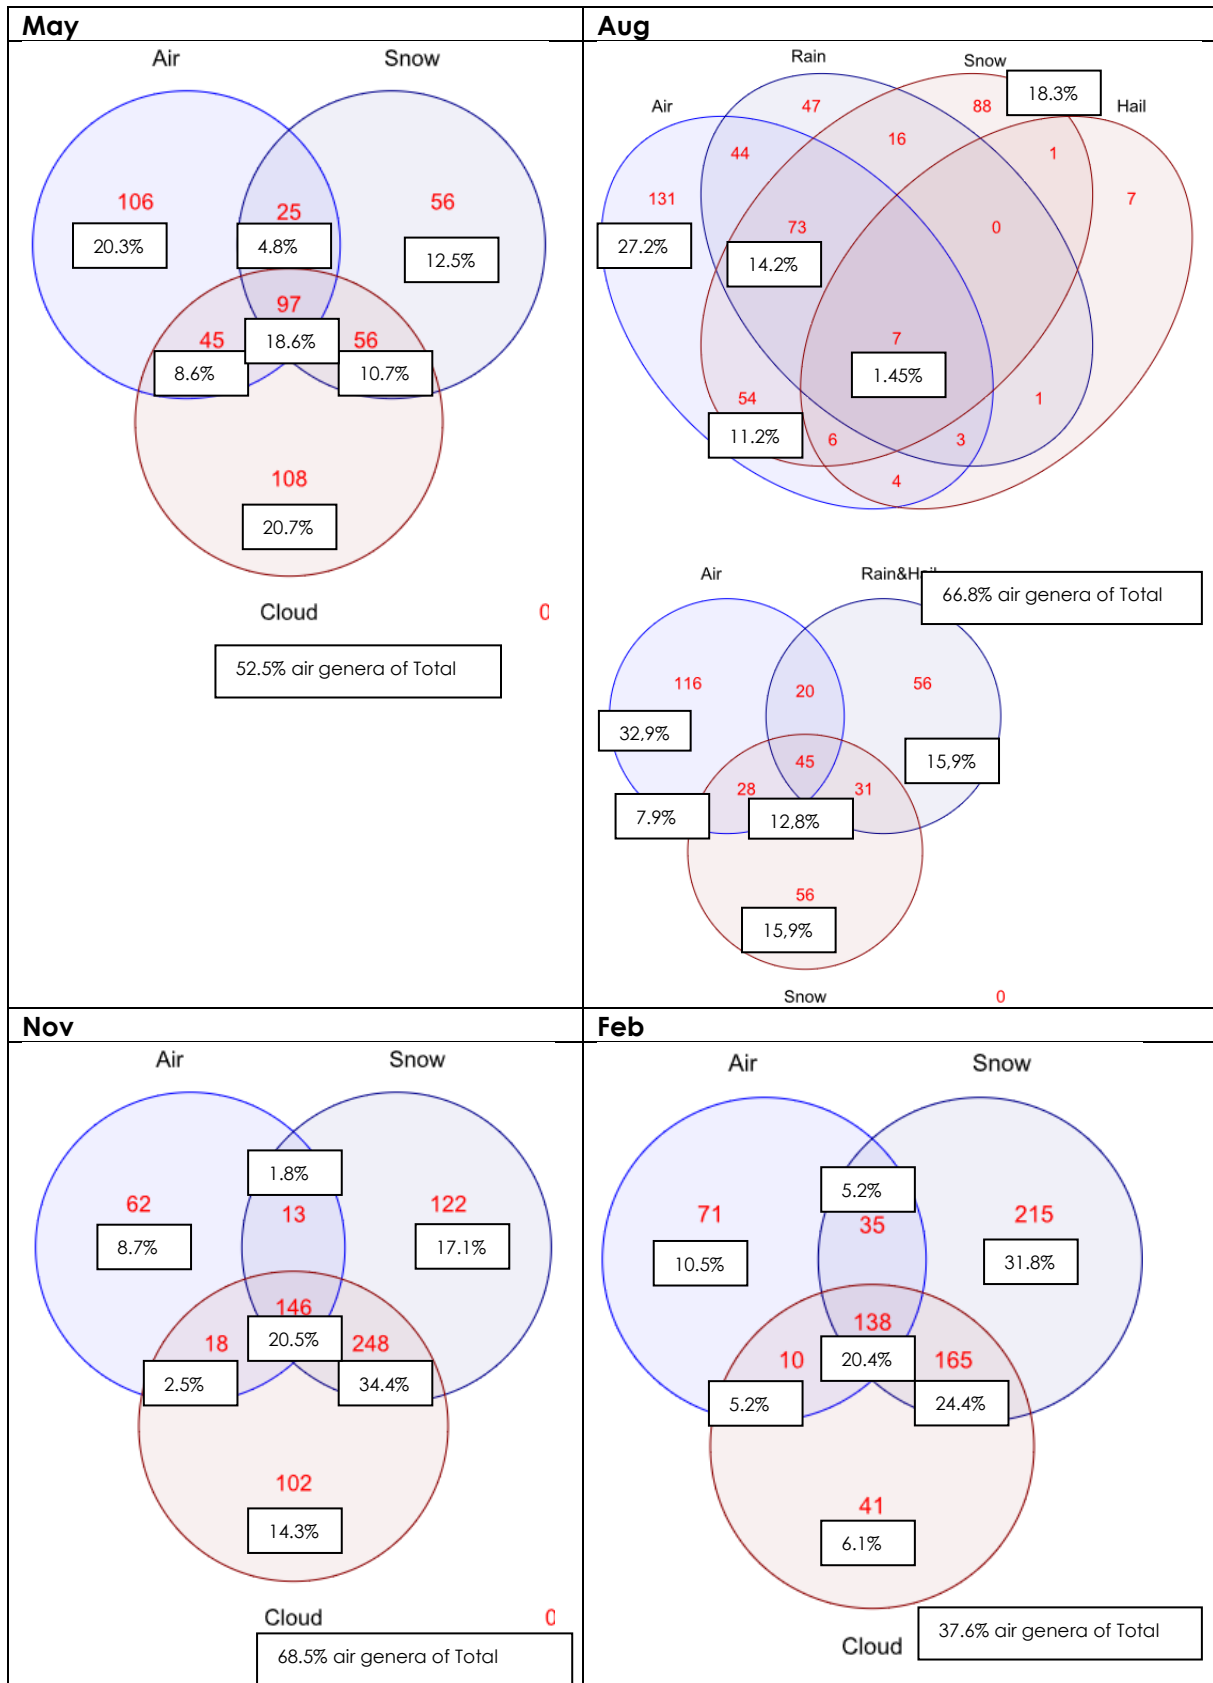 May
Air Snow
106 25 56
20.3% 4.8% 12.5%
97
45 18.6% 56
8.6% 10.7%
108
20.7%
Cloud 0
52.5% air genera of Total
Aug
Rain Snow
Air 18.3% Hail
47 88
44 16 1
131 73 0 7
27.2% 14.2%
7
1.45%
54 1
11.2% 6 3
4
Air Rain&Hail
66.8% air genera of Total
116 20 56
32,9% 45 15,9%
28 31
7.9% 12,8%
56
15,9%
Snow 0
Nov
Air Snow
1.8%
62 13 122
8.7% 17.1%
146
18 20.5% 248
2.5% 34.4%
102
14.3%
Cloud 0
68.5% air genera of Total
Feb
Air Snow
5.2%
71 35 215
10.5% 31.8%
138
10 20.4% 165
5.2% 24.4%
41
6.1%
Cloud 37.6% air genera of Total